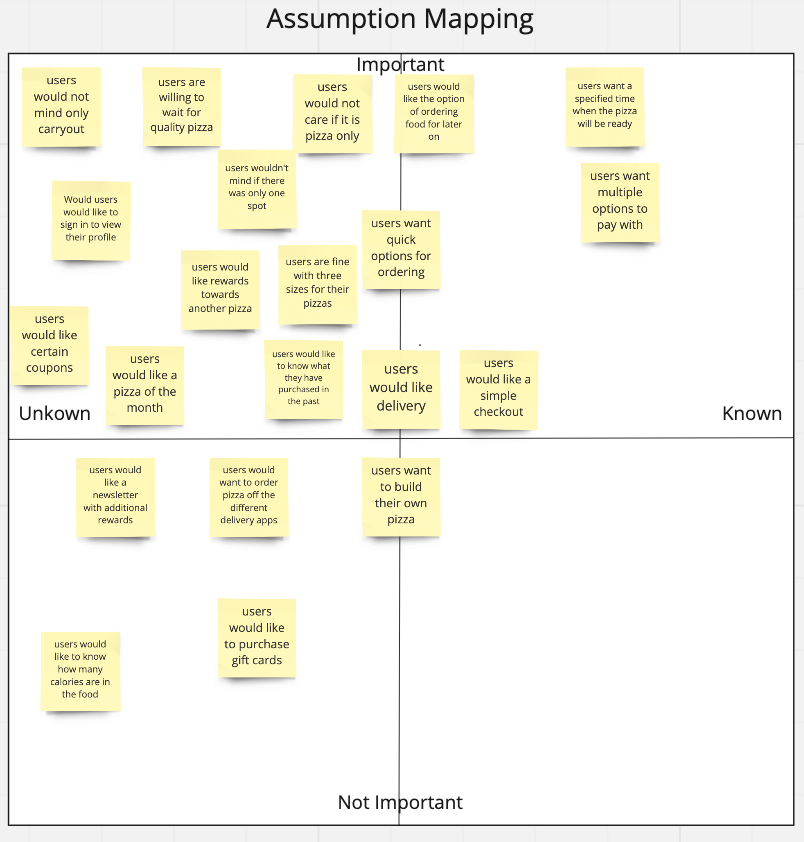 Assumption Mapping
Important
users
would not
mind only
carryout
users are
willing to
wait for
quality pizza
users
would not
care if it is
pizza only
users would
like the option
of ordering
food for later
on
users want a
specified time
when the pizza
will be ready
users wouldn't
mind if there
was only one
spot
users want
multiple
options to
pay with
Would users
would like to
sign in to view
their profile
users want
quick
options for
ordering
users would
like rewards
towards
another pizza
users are fine
with three
sizes for their
pizzas
users
would like
certain
coupons
users
would like a
pizza of the
month
users would like
to know what
they have
purchased in
the past
users
would like
delivery
users
would like a
simple
checkout
Unkown
Known
users would
like a
newsletter
with additional
rewards
users would
want to order
pizza off the
different
delivery apps
users want
to build
their own
pizza
users
would like
to purchase
gift cards
users would
like to know
how many
calories are in
the food
Not Important